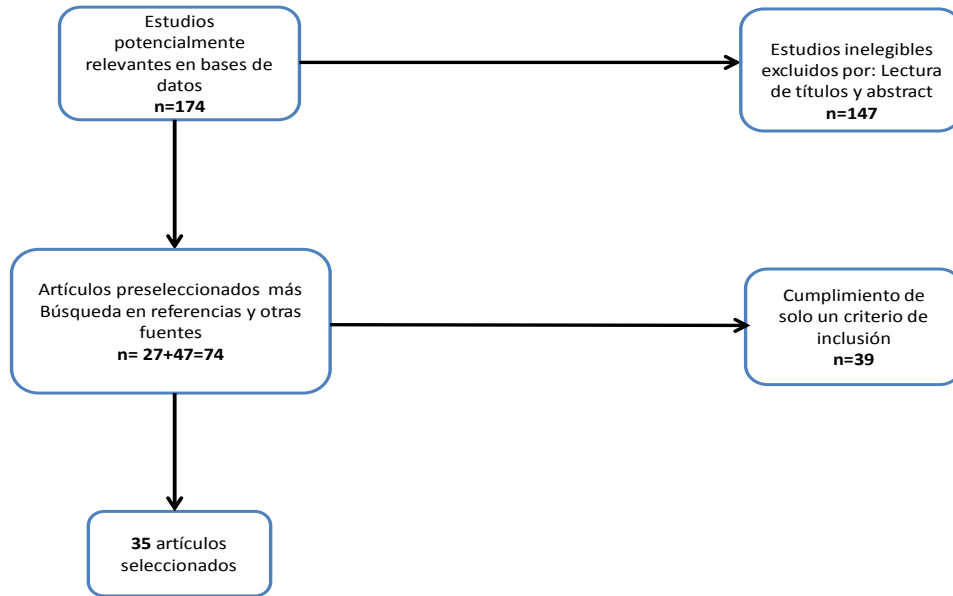 Estudios
potencialmente
relevantes en bases de
datos
n=174
Estudios inelegibles
excluidos por: Lectura
de títulos y abstract
n=147
Artículos preseleccionados más
Búsqueda en referencias y otras
fuentes
n= 27+47=74
Cumplimiento de
solo un criterio de
inclusión
n=39
35 artículos
seleccionados